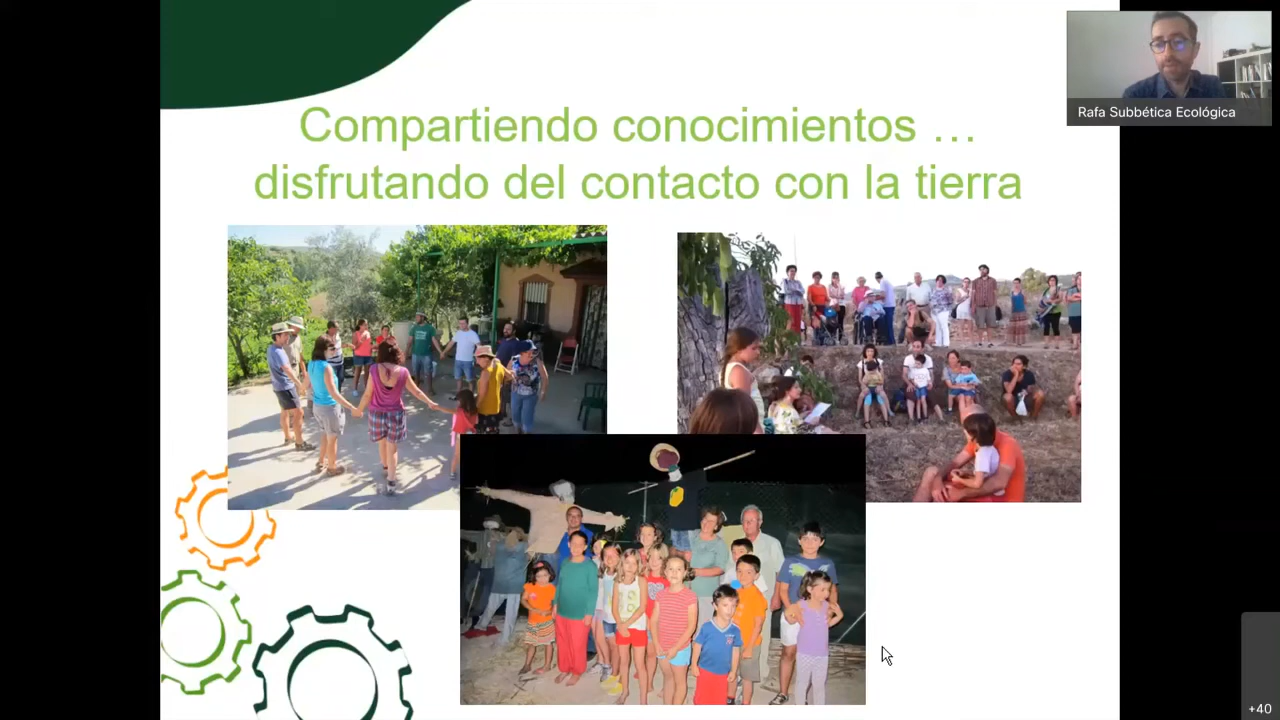 Compartiendo conocimientos …
disfrutando del contacto con la tierra
Rafa Subbética Ecológica
+40